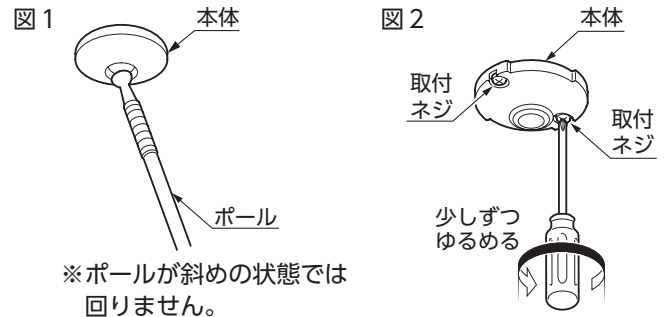 図1
本体
ポール
※ポールが斜めの状態では
回りません。
図2
本体
取付
ネジ
取付
ネジ
少しずつ
ゆるめる